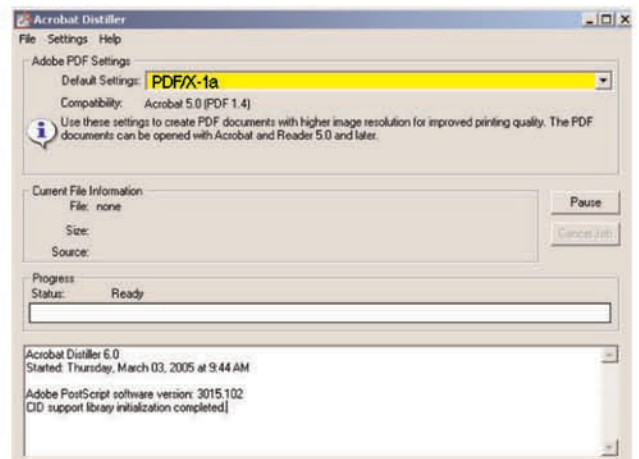 Acrobat Distiller
File Settings Help
Adobe PDF Settings
Default Settings: PDF/X-1a
Compatibility: Acrobat 5.0 (PDF 1.4)
Use these settings to create PDF documents with higher image resolution for improved printing quality. The PDF
documents can be opened with Acrobat and Reader 5.0 and later.
Current File Information
File: none
Pause
Size:
Cancel Job
Source:
Progress
Status: Ready
Acrobat Distiller 6.0
Started: Thursday, March 03, 2005 at 9:44 AM
Adobe PostScript software version: 3015.102
CID support library initialization completed.